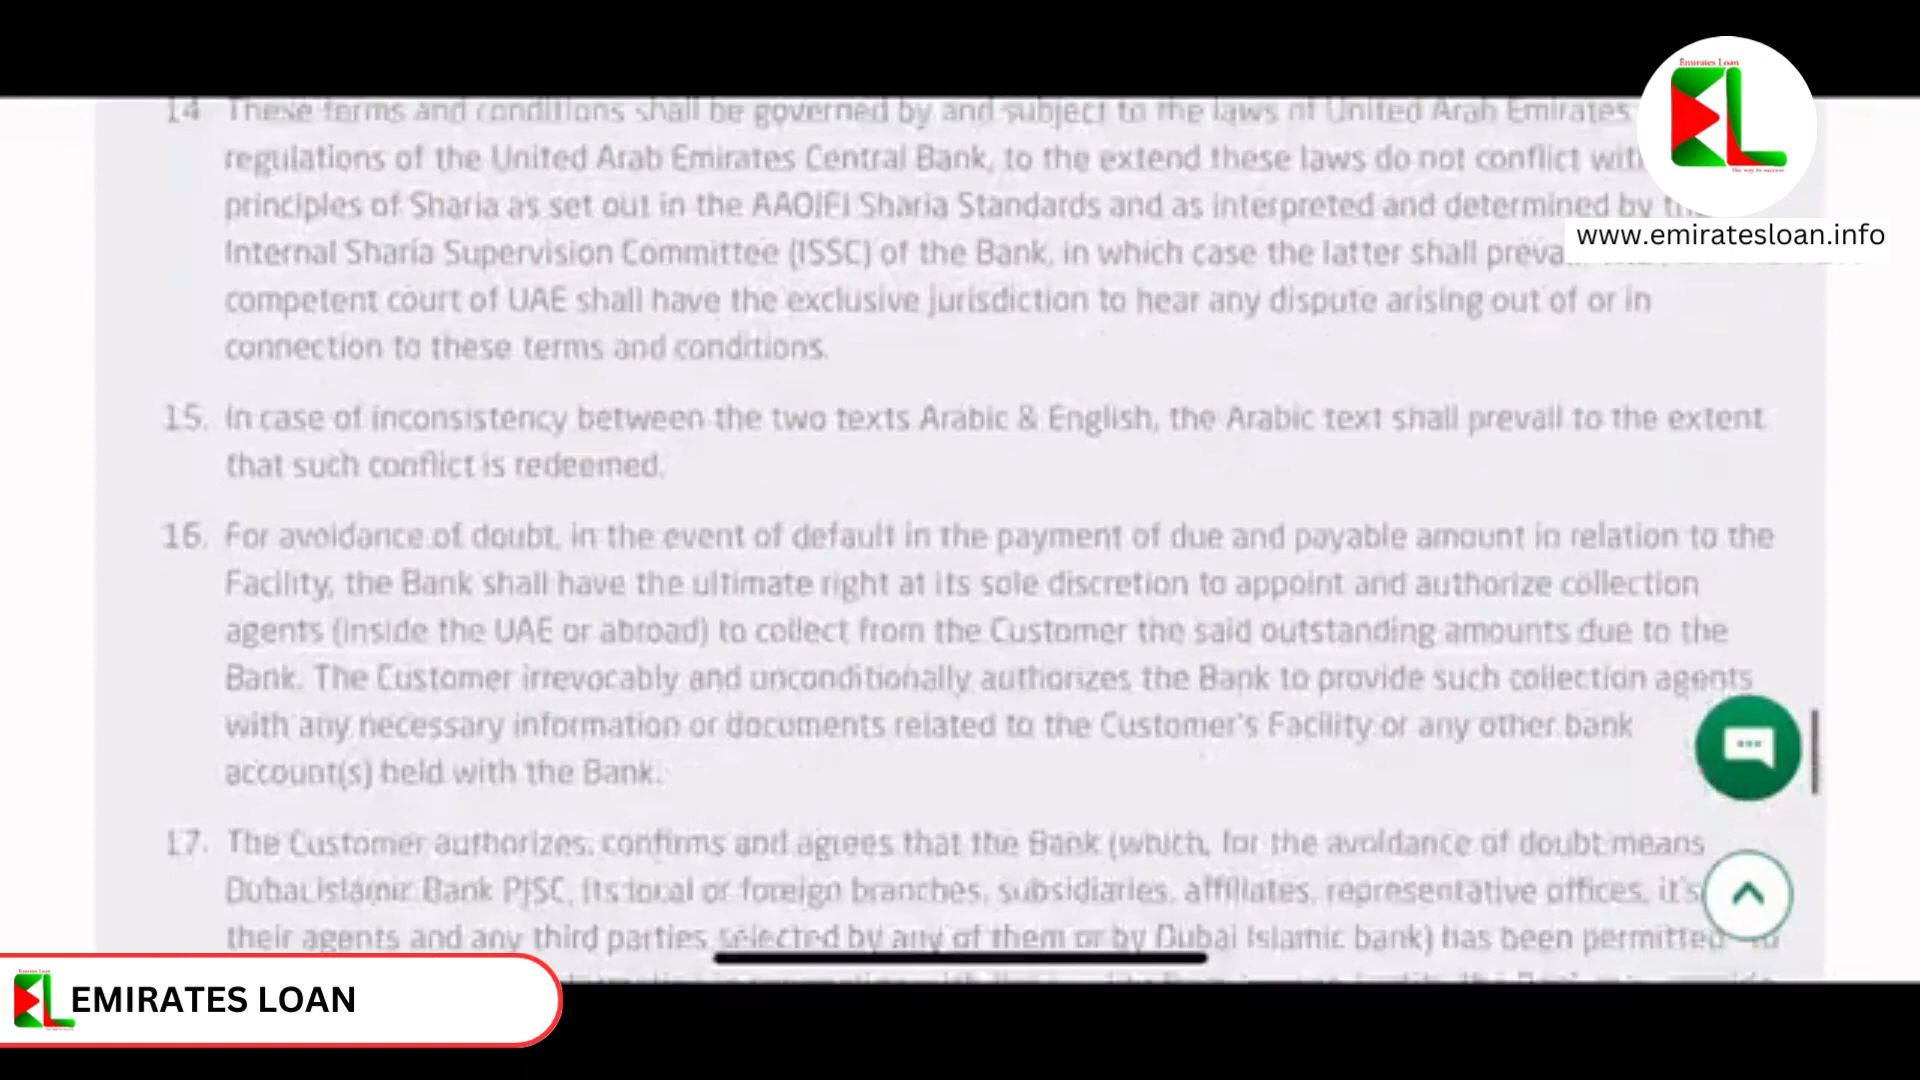 Emirates Loan
EL
The way to success
www.emiratesloan.info
14 These terms and conditions shall be governed by and subject to the laws of United Arab Emirates
regulations of the United Arab Emirates Central Bank, to the extend these laws do not conflict with
principles of Sharia as set out in the AAOIFI Sharia Standards and as interpreted and determined by the
Internal Sharia Supervision Committee (ISSC) of the Bank, in which case the latter shall
competent court of UAE shall have the exclusive jurisdiction to hear any dispute arising out of or in
connection to these terms and conditions.
15. In case of inconsistency between the two texts Arabic & English, the Arabic text shall prevail to the extent
that such conflict is redeemed.
16. For avoidance of doubt, in the event of default in the payment of due and payable amount in relation to the
Facility, the Bank shall have the ultimate right at its sole discretion to appoint and authorize collection
agents (inside the UAE or abroad) to collect from the Customer the said outstanding amounts due to the
Bank. The Customer irrevocably and unconditionally authorizes the Bank to provide such collection agents
with any necessary information or documents related to the Customer's Facility or any other bank
account(s) held with the Bank.
17. The Customer authorizes, confirms and agrees that the Bank (which, for the avoidance of doubt means
Dubai Islamic Bank PJSC, its local or foreign branches, subsidiaries, affiliates, representative offices, it's
their agents and any third parties selected by any of them or by Dubai Islamic bank) has been permitted to
EL EMIRATES LOAN